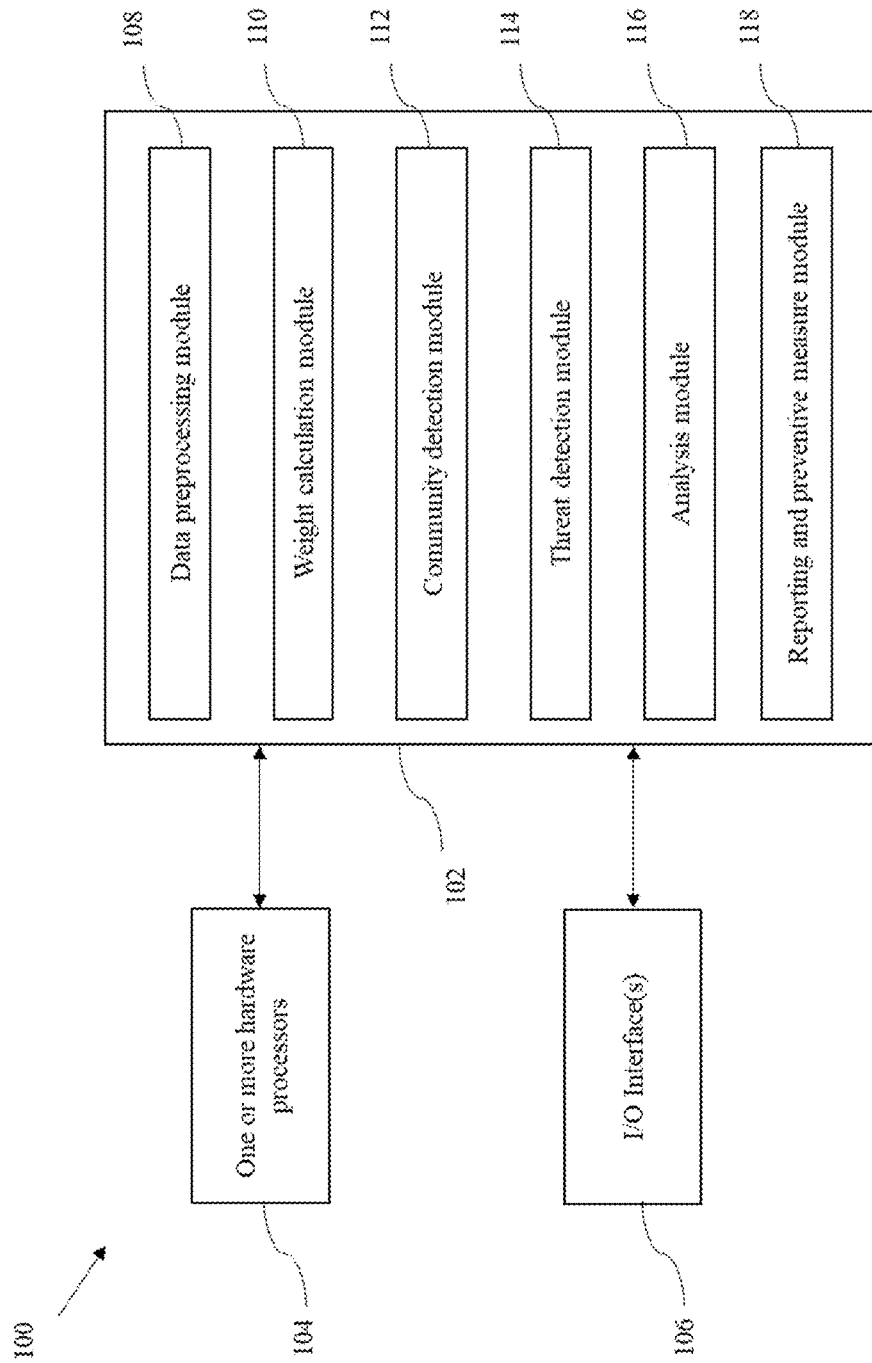 100
One or more hardware
processors
104
I/O Interface(s)
106
102
Data preprocessing module
108
Weight calculation module
110
Community detection module
112
Threat detection module
114
Analysis module
116
Reporting and preventive measure module
118